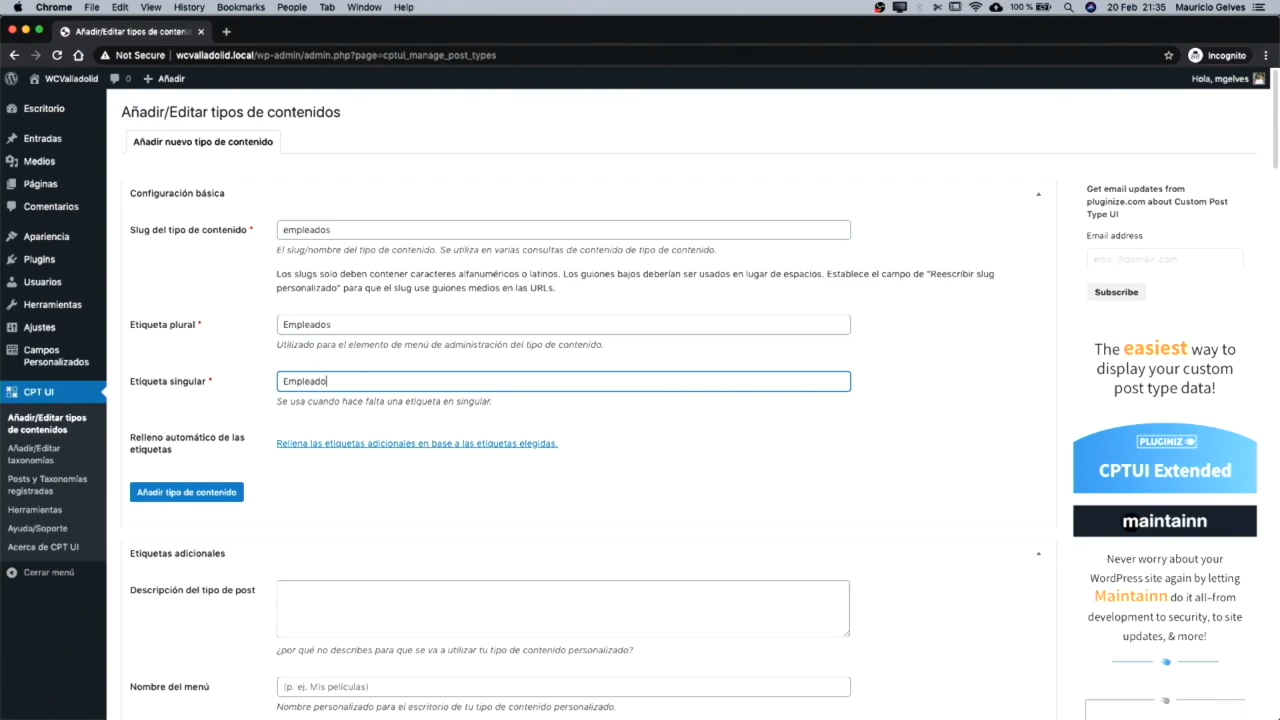 Chrome File Edit View History Bookmarks People Tab Window Help 100 % 20 Feb 21:35 Mauricio Gelves
Añadir/Editar tipos de conteni
Not Secure | wcvalladolid.local/wp-admin/admin.php?page=cptui_manage_post_types Incognito
WCValladolid 0 Añadir Hola, mgelves
Escritorio
Entradas
Medios
Páginas
Comentarios
Apariencia
Plugins
Usuarios
Herramientas
Ajustes
Campos
Personalizados
CPT UI
Añadir/Editar tipos
de contenidos
Añadir/Editar
taxonomías
Posts y Taxonomías
registradas
Herramientas
Ayuda/Soporte
Acerca de CPT UI
Cerrar menú
Añadir/Editar tipos de contenidos
Añadir nuevo tipo de contenido
Configuración básica
Slug del tipo de contenido *
empleados
El slug/nombre del tipo de contenido. Se utiliza en varias consultas de contenido de tipo de contenido.
Los slugs solo deben contener caracteres alfanuméricos o latinos. Los guiones bajos deberían ser usados en lugar de espacios. Establece el campo de "Reescribir slug
personalizado" para que el slug use guiones medios en las URLs.
Etiqueta plural *
Empleados
Utilizado para el elemento de menú de administración del tipo de contenido.
Etiqueta singular *
Empleado
Se usa cuando hace falta una etiqueta en singular.
Relleno automático de las
etiquetas
Rellena las etiquetas adicionales en base a las etiquetas elegidas.
Añadir tipo de contenido
Etiquetas adicionales
Descripción del tipo de post
¿por qué no describes para que se va a utilizar tu tipo de contenido personalizado?
Nombre del menú
(p. ej. Mis películas)
Nombre personalizado para el escritorio de tu tipo de contenido personalizado.
Get email updates from
pluginize.com about Custom Post
Type UI
Email address
email@domain.com
Subscribe
The easiest way to
display your custom
post type data!
PLUGINIZ
CPTUI Extended
maintainn
Never worry about your
WordPress site again by letting
Maintainn do it all–from
development to security, to site
updates, & more!